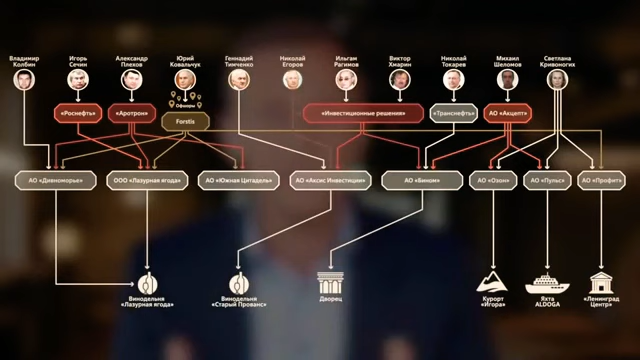 Владимир Колбин
Игорь Сечин
Александр Плехов
Юрий Ковальчук
Геннадий Тимченко
Николай Егоров
Ильгам Рагимов
Виктор Хмарин
Николай Токарев
Михаил Шеломов
Светлана Кривоногих
Офшоры
«Роснефть»
«Аротрон»
Forstis
«Инвестиционные решения»
«Транснефть»
АО «Акцепт»
АО «Дивноморье»
ООО «Лазурная ягода»
АО «Южная Цитадель»
АО «Аксис Инвестиции»
АО «Бином»
АО «Озон»
АО «Пульс»
АО «Профит»
Винодельня
«Лазурная ягода»
Винодельня
«Старый Прованс»
Дворец
Курорт
«Игора»
Яхта
ALDOGA
«Ленинград
Центр»